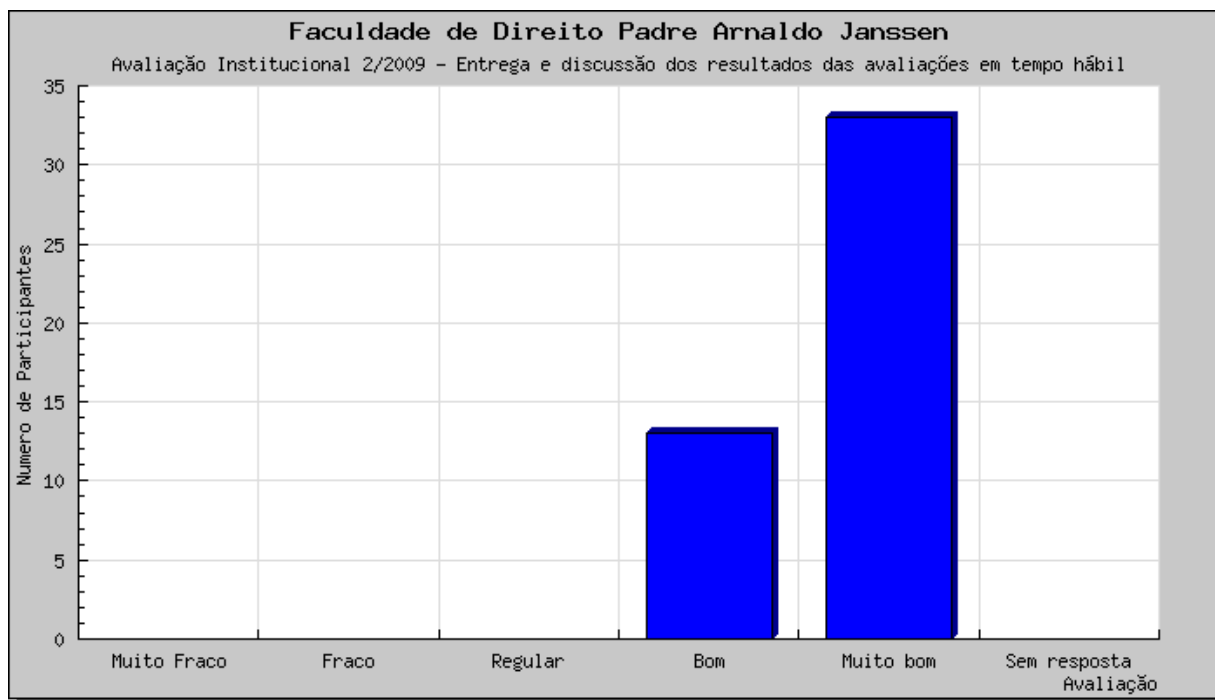 Faculdade de Direito Padre Arnaldo Janssen
Avaliação Institucional 2/2009 - Entrega e discussão dos resultados das avaliações em tempo hábil
35
30
25
20
15
10
5
0
Numero de Participantes
Muito Fraco
Fraco
Regular
Bom
Muito bom
Sem resposta
Avaliação